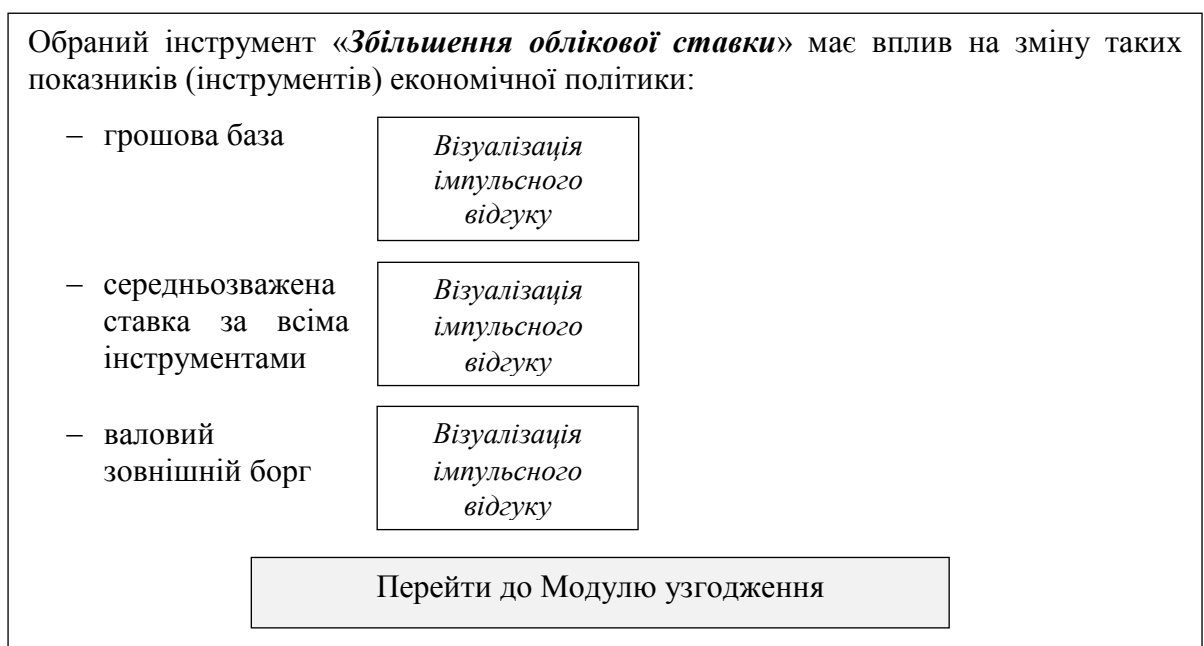 Обраний інструмент «Збільшення облікової ставки» має вплив на зміну таких
показників (інструментів) економічної політики:
− грошова база
Візуалізація
імпульсного
відгуку
− середньозважена
ставка за всіма
інструментами
Візуалізація
імпульсного
відгуку
− валовий
зовнішній борг
Візуалізація
імпульсного
відгуку
Перейти до Модулю узгодження